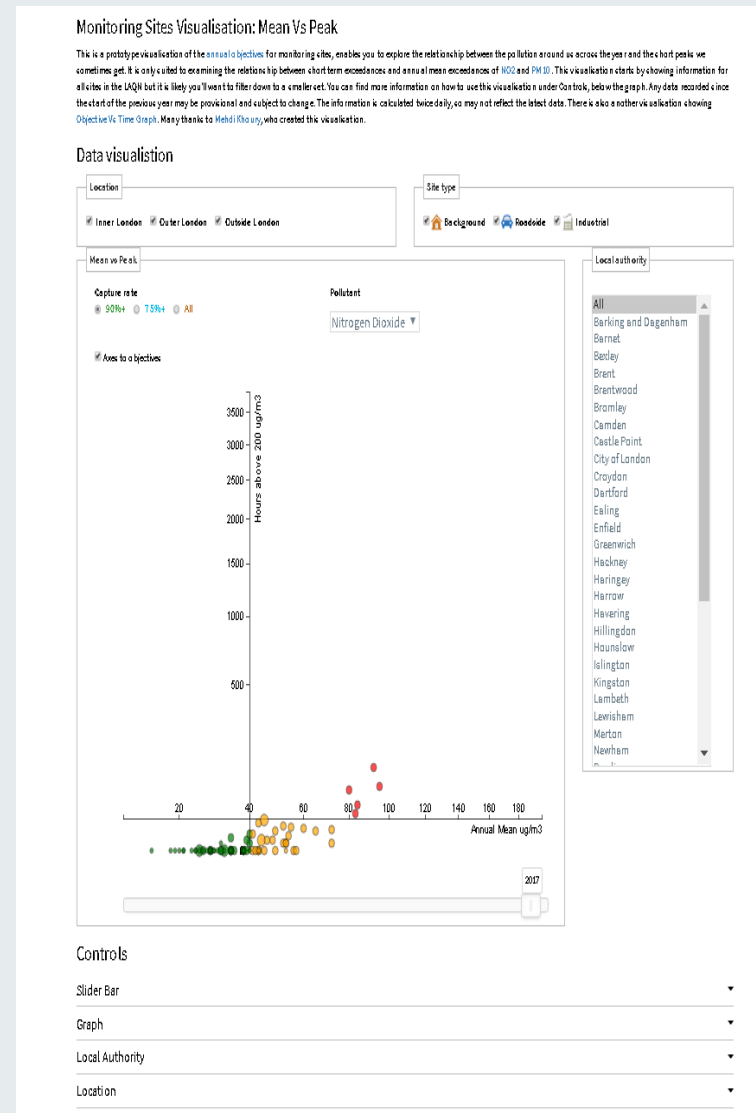 Monitoring Sites Visualisation: Mean Vs Peak
This is a prototype visualisation of the annual objectives for monitoring sites, enables you to explore the relationship between the pollution around us across the year and the short peaks we
sometimes get. It is only suited to examining the relationship between short term exceedances and annual mean exceedances of NO2 and PM10. This visualisation starts by showing information for
all sites in the LAQN but it is likely you'll want to filter down to a smaller set. You can find more information on how to use this visualisation under Controls, below the graph. Any data recorded since
the start of the previous year may be provisional and subject to change. The information is calculated twice daily, so may not reflect the latest data. There is also another visualisation showing
Objective Vs Time Graph. Many thanks to Mehdi Khoury, who created this visualisation.
Data visualistion
Location
Inner London Outer London Outside London
Site type
Background Roadside Industrial
Mean vs Peak
Capture rate
90%+ 75%+ All
Pollutant
Nitrogen Dioxide
Axes to objectives
Hours above 200 ug/m3
3500
3000
2500
2000
1500
1000
500
20 40 60 80 100 120 140 160 180
Annual Mean ug/m3
2017
Local authority
All
Barking and Dagenham
Barnet
Bexley
Brent
Brentwood
Bromley
Camden
Castle Point
City of London
Croydon
Dartford
Ealing
Enfield
Greenwich
Hackney
Haringey
Harrow
Havering
Hillingdon
Hounslow
Islington
Kingston
Lambeth
Lewisham
Merton
Newham
Controls
Slider Bar
Graph
Local Authority
Location